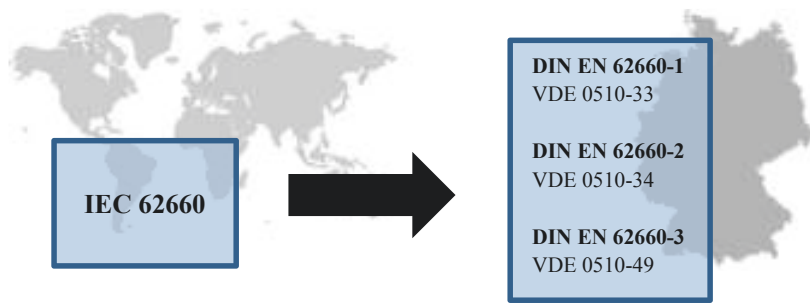 IEC 62660
DIN EN 62660-1
VDE 0510-33
DIN EN 62660-2
VDE 0510-34
DIN EN 62660-3
VDE 0510-49